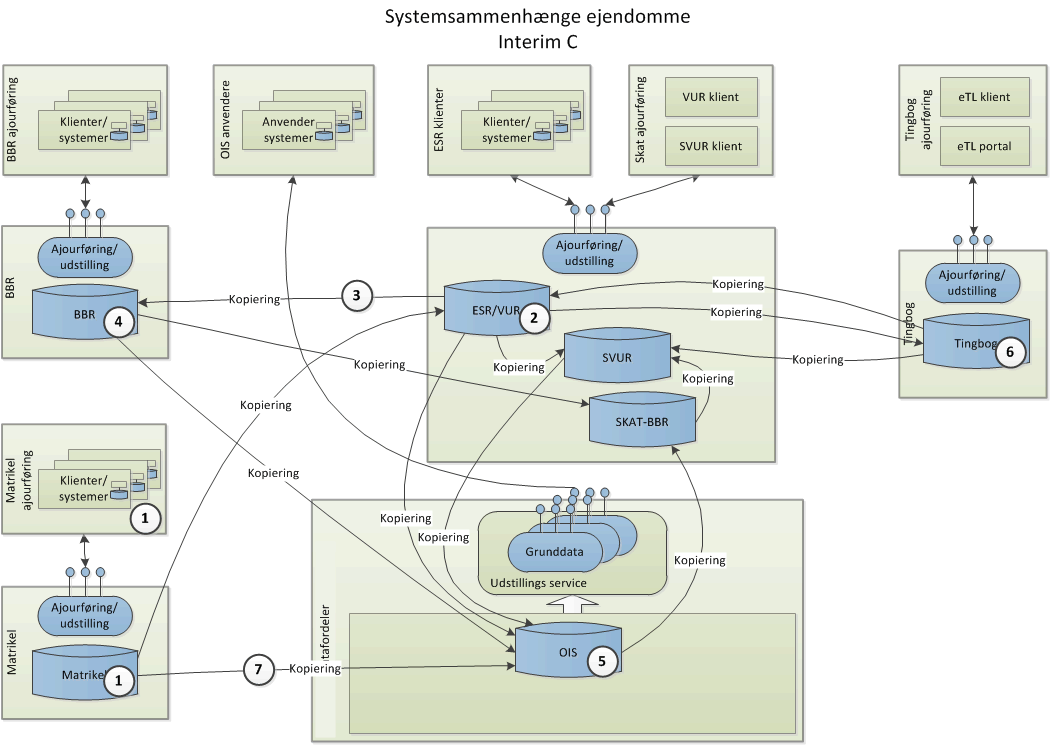 Systemsammenhænge ejendomme
Interim C
BBR ajourføring
Klienter/
systemer
OIS anvendere
Anvender
systemer
ESR klienter
Klienter/
systemer
Skat ajourføring
VUR klient
SVUR klient
Tingbog
ajourføring
eTL klient
eTL portal
BBR
Ajourføring/
udstilling
BBR
4
Ajourføring/
udstilling
ESR/VUR
2
SVUR
SKAT-BBR
Tingbog
Ajourføring/
udstilling
Tingbog
6
Kopiering
3
Kopiering
Kopiering
Kopiering
Kopiering
Kopiering
Kopiering
Kopiering
Kopiering
Matrikel
ajourføring
Klienter/
systemer
1
Kopiering
Kopiering
Kopiering
Grunddata
Udstillings service
Matrikel
Ajourføring/
udstilling
Matrikel
1
7
Kopiering
tafordeler
OIS
5